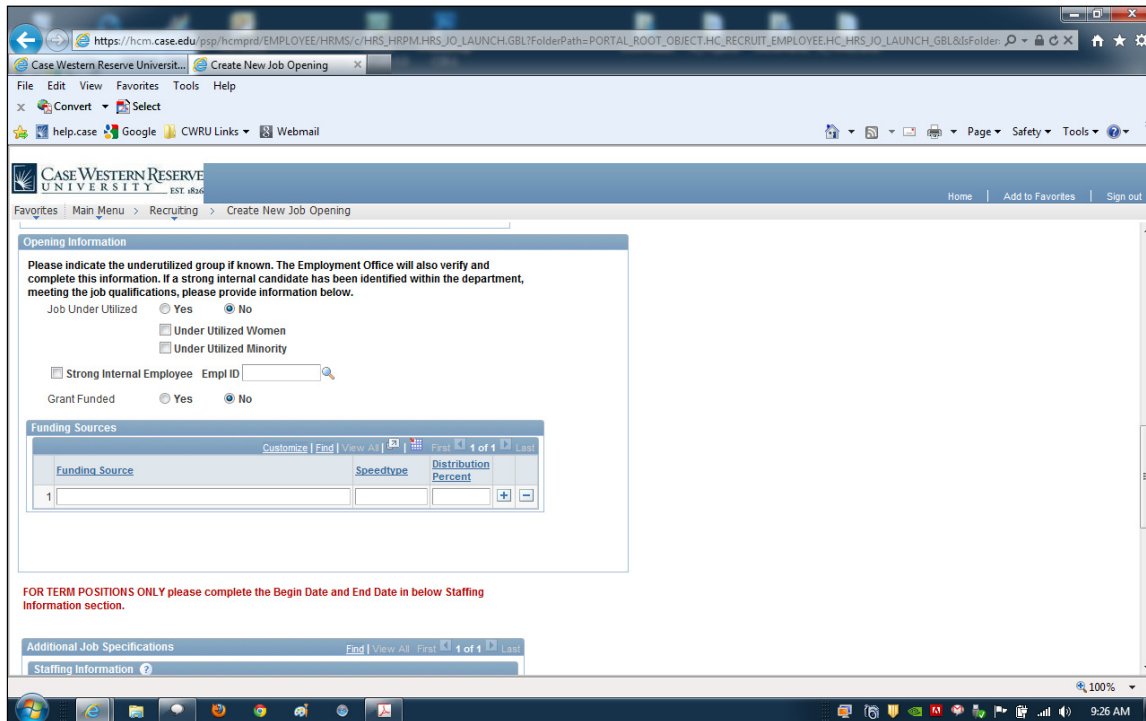 https://hcm.case.edu/psp/hcmprd/EMPLOYEE/HRMS/c/HRS_HRPM.HRS_JO_LAUNCH.GBL?FolderPath=PORTAL_ROOT_OBJECT.HC_RECRUIT_EMPLOYEE.HC_HRS_JO_LAUNCH_GBL&IsFolder
Case Western Reserve Universit... Create New Job Opening
File Edit View Favorites Tools Help
x Convert Select
help.case Google CWRU Links Webmail Page Safety Tools
CASE WESTERN RESERVE
UNIVERSITY EST. 1826
Home | Add to Favorites | Sign out
Favorites Main Menu > Recruiting > Create New Job Opening
Opening Information
Please indicate the underutilized group if known. The Employment Office will also verify and
complete this information. If a strong internal candidate has been identified within the department,
meeting the job qualifications, please provide information below.
Job Under Utilized Yes No
Under Utilized Women
Under Utilized Minority
Strong Internal Employee Empl ID
Grant Funded Yes No
Funding Sources
Customize | Find | View All | First 1 of 1 Last
Funding Source Speedtype Distribution Percent
1
FOR TERM POSITIONS ONLY please complete the Begin Date and End Date in below Staffing
Information section.
Additional Job Specifications Find | View All First 1 of 1 Last
Staffing Information ?
100%
9:26 AM